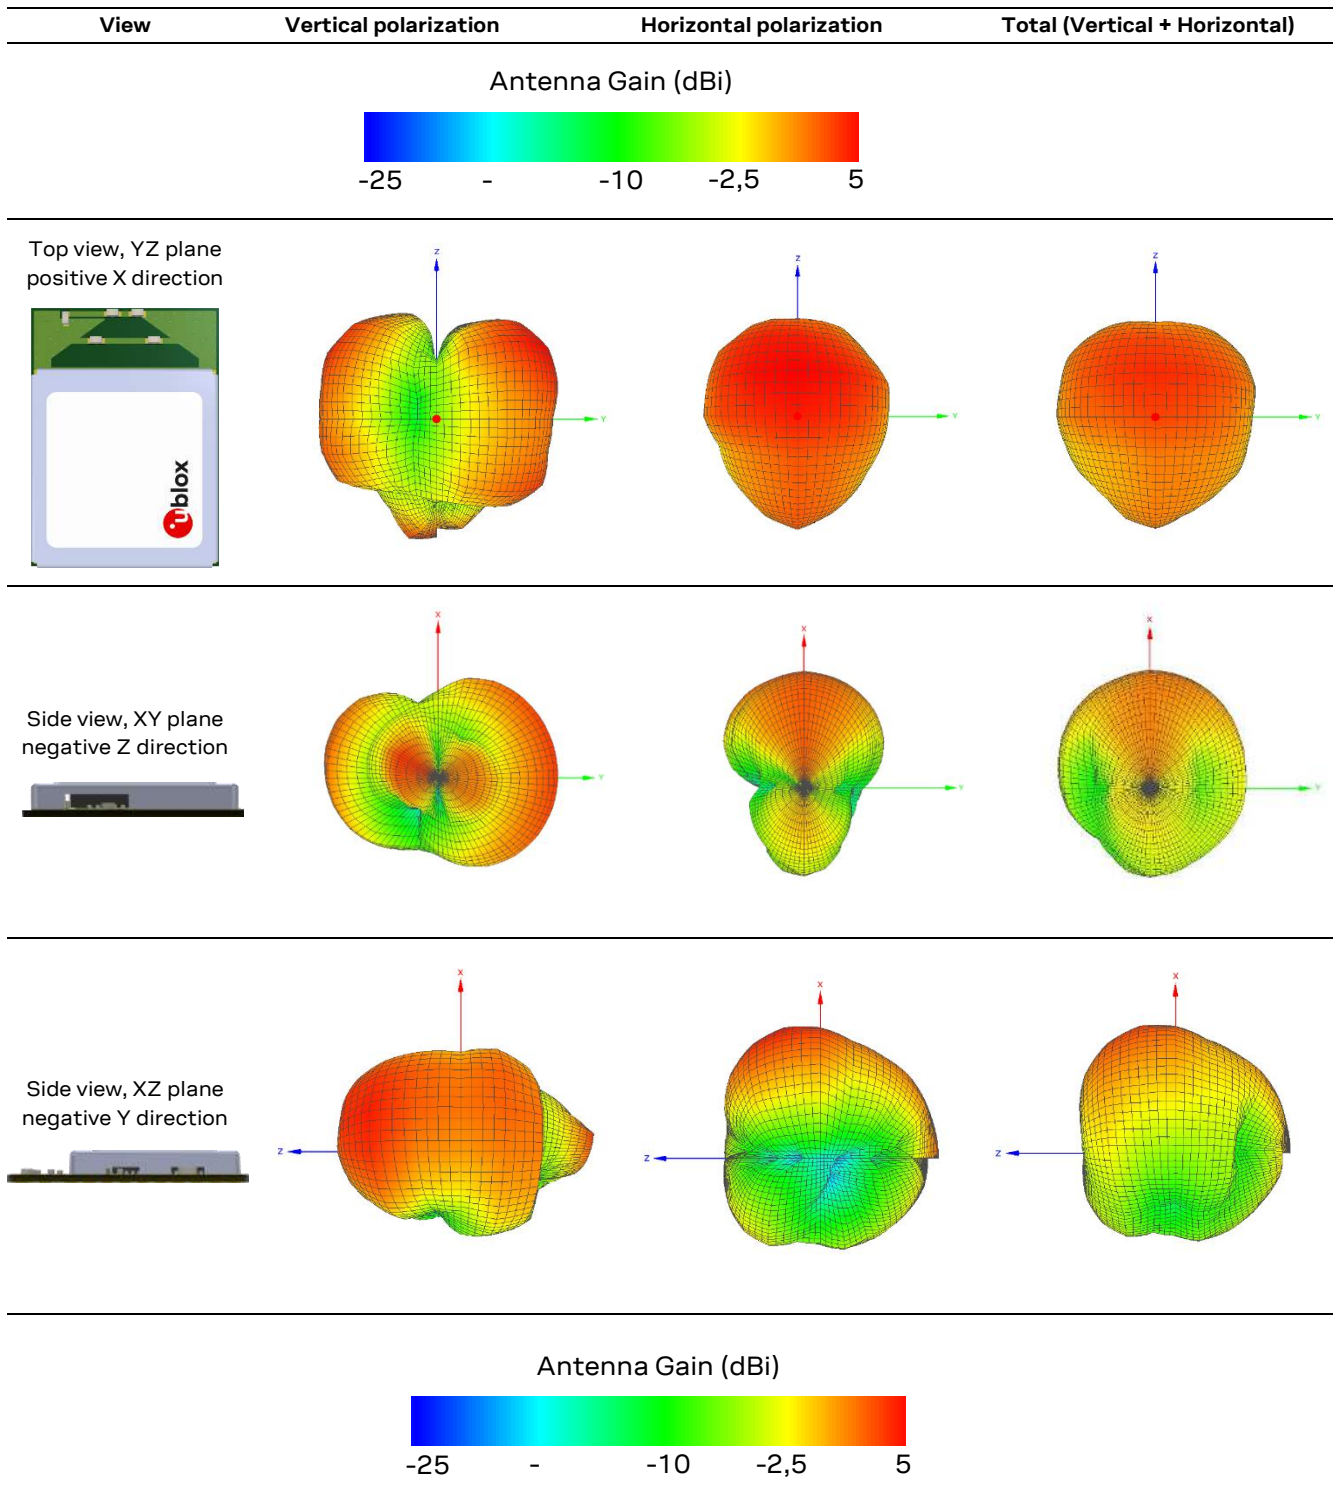 View Vertical polarization Horizontal polarization Total (Vertical + Horizontal)
Antenna Gain (dBi)
-25 - -10 -2,5 5
Top view, YZ plane
positive X direction
ublox
Z
Y
Z
Y
Z
Y
Side view, XY plane
negative Z direction
X
Y
X
Y
X
Y
Side view, XZ plane
negative Y direction
X
Z
X
Z
X
Z
Antenna Gain (dBi)
-25 - -10 -2,5 5